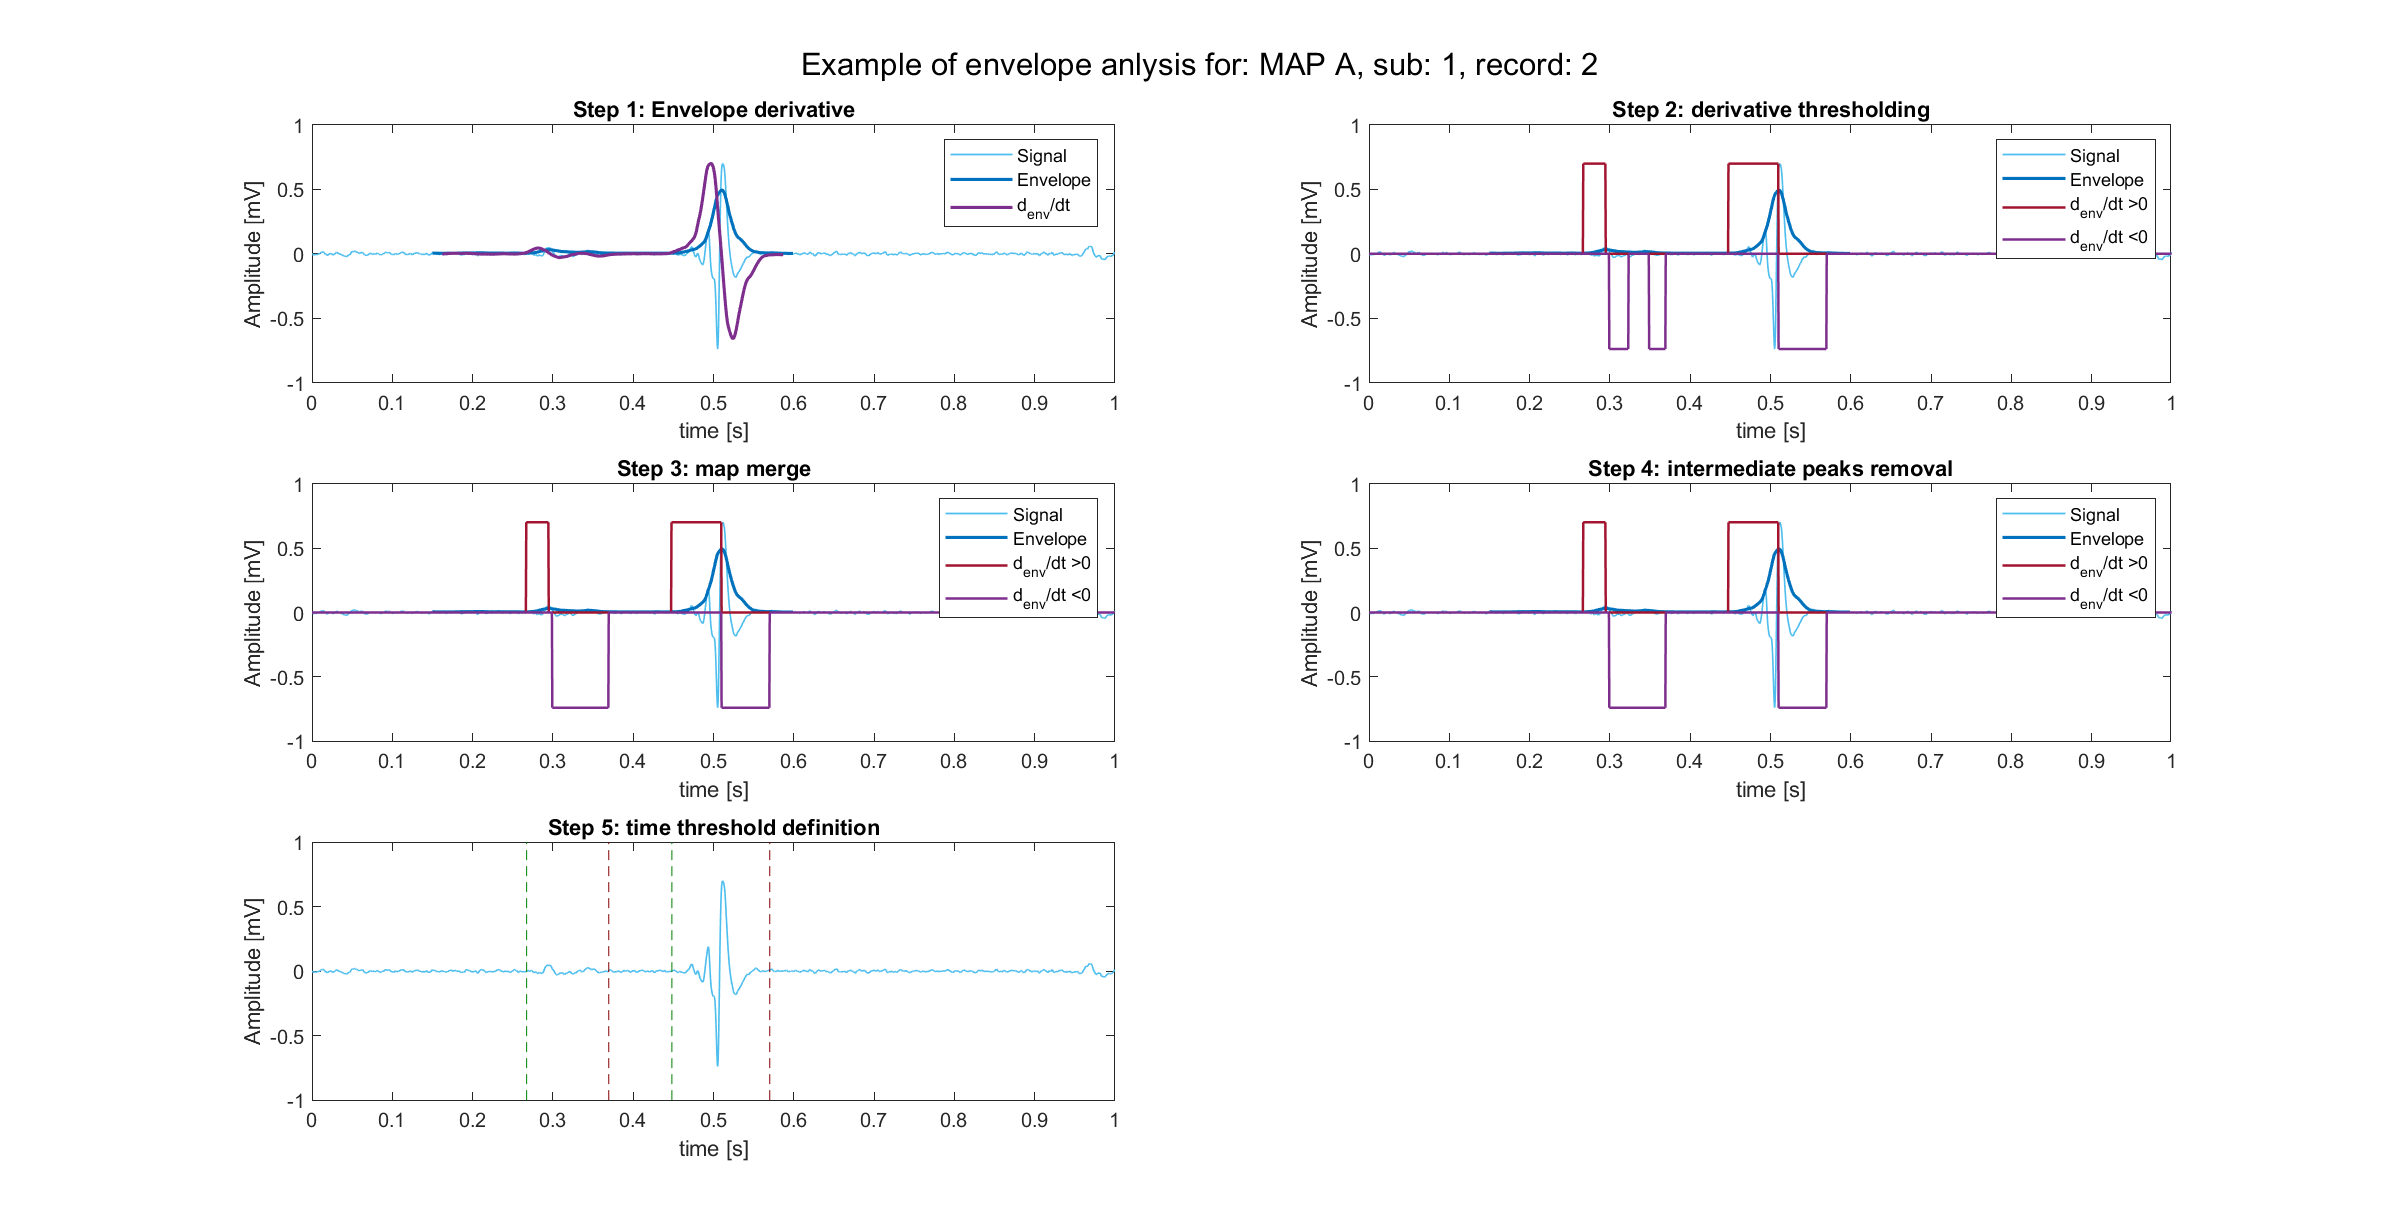 Example of envelope anlysis for: MAP A, sub: 1, record: 2
Step 1: Envelope derivative
Amplitude [mV]
1
0.5
0
-0.5
-1
0 0.1 0.2 0.3 0.4 0.5 0.6 0.7 0.8 0.9 1
time [s]
Signal
Envelope
d_env/dt
Step 2: derivative thresholding
Amplitude [mV]
1
0.5
0
-0.5
-1
0 0.1 0.2 0.3 0.4 0.5 0.6 0.7 0.8 0.9 1
time [s]
Signal
Envelope
d_env/dt >0
d_env/dt <0
Step 3: map merge
Amplitude [mV]
1
0.5
0
-0.5
-1
0 0.1 0.2 0.3 0.4 0.5 0.6 0.7 0.8 0.9 1
time [s]
Signal
Envelope
d_env/dt >0
d_env/dt <0
Step 4: intermediate peaks removal
Amplitude [mV]
1
0.5
0
-0.5
-1
0 0.1 0.2 0.3 0.4 0.5 0.6 0.7 0.8 0.9 1
time [s]
Signal
Envelope
d_env/dt >0
d_env/dt <0
Step 5: time threshold definition
Amplitude [mV]
1
0.5
0
-0.5
-1
0 0.1 0.2 0.3 0.4 0.5 0.6 0.7 0.8 0.9 1
time [s]